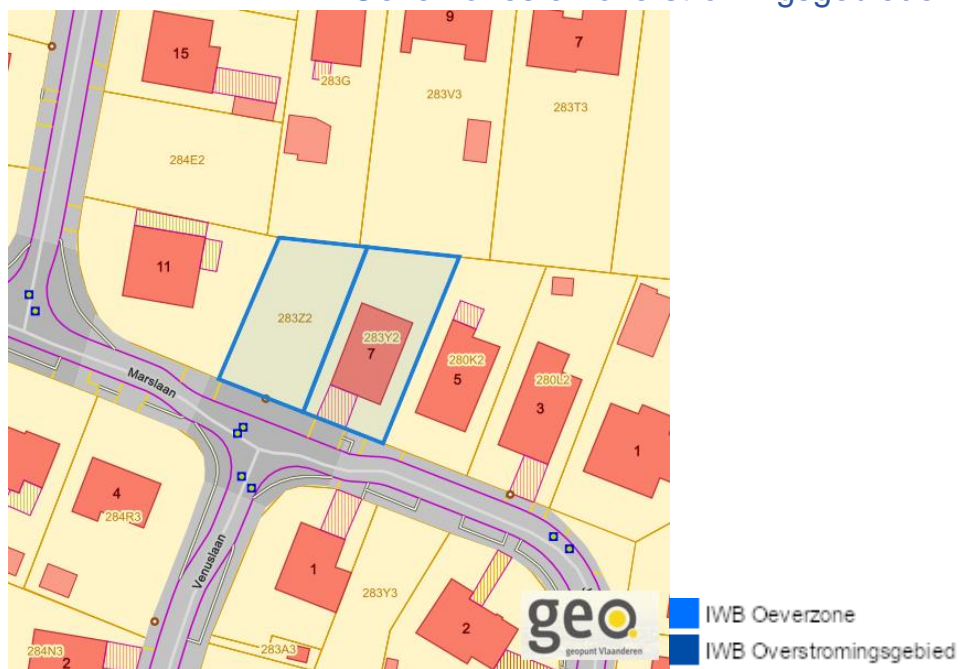 9
15
7
283G
283V3
283T3
284E2
11
283Z2
283Y2
7
280K2
5
280L2
3
1
Marslaan
4
284R3
Venuslaan
1
283Y3
2
283A3
284N3
2
geo
geopunt Vlaanderen
IWB Oeverzone
IWB Overstromingsgebied